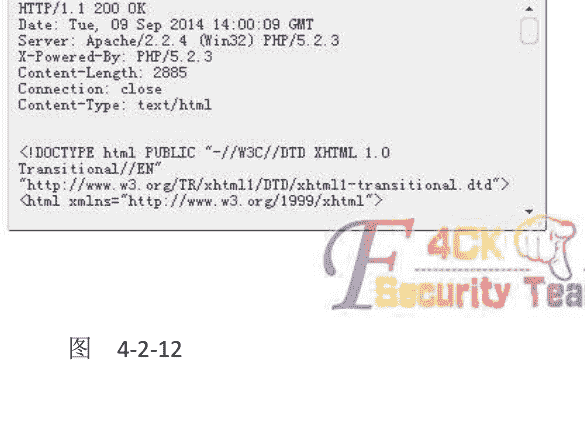 HTTP/1.1 200 OK
Date: Tue, 09 Sep 2014 14:00:09 GMT
Server: Apache/2.2.4 (Win32) PHP/5.2.3
X-Powered-By: PHP/5.2.3
Content-Length: 2885
Connection: close
Content-Type: text/html
<!DOCTYPE html PUBLIC "-//W3C//DTD XHTML 1.0
Transitional//EN"
"http://www.w3.org/TR/xhtml1/DTD/xhtml1-transitional.dtd">
<html xmlns="http://www.w3.org/1999/xhtml">
F 4CK
Security Tea
图 4-2-12